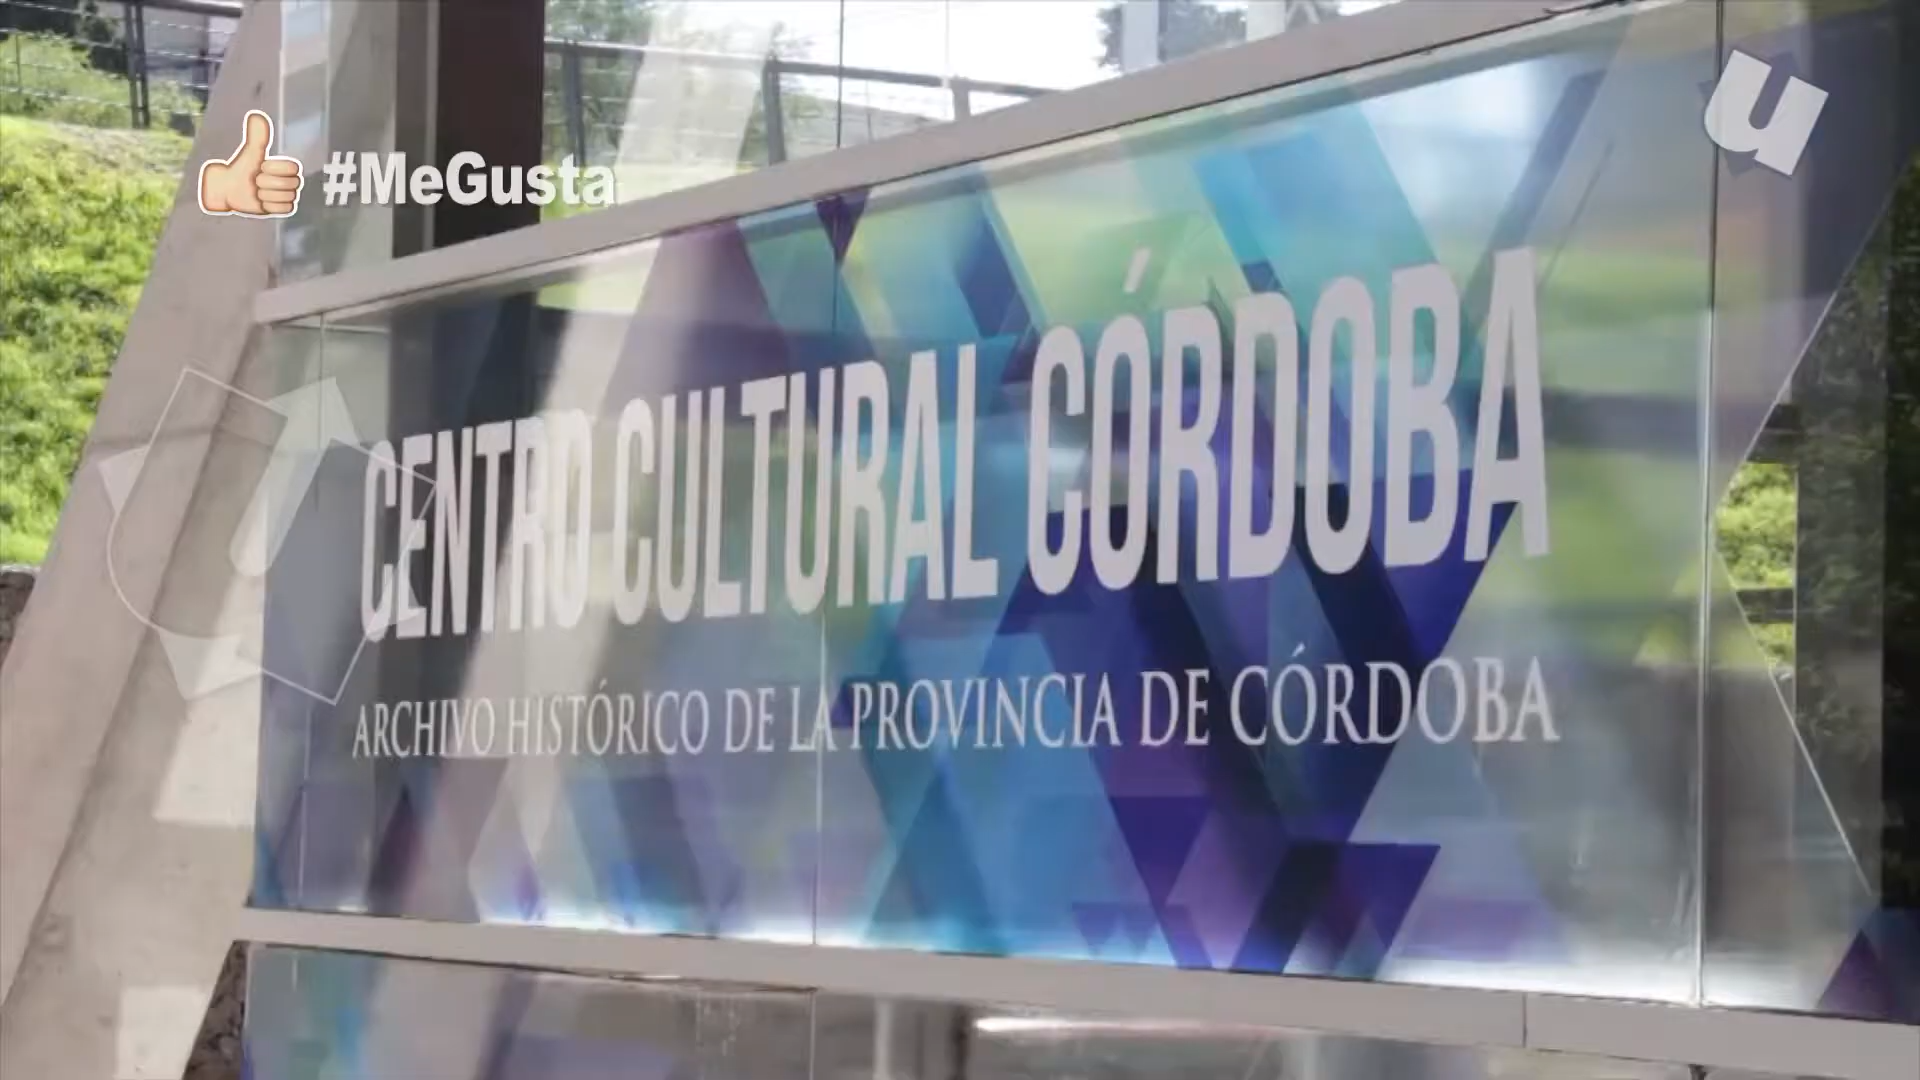 #MeGusta
u
CENTRO CULTURAL CÓRDOBA
ARCHIVO HISTÓRICO DE LA PROVINCIA DE CÓRDOBA